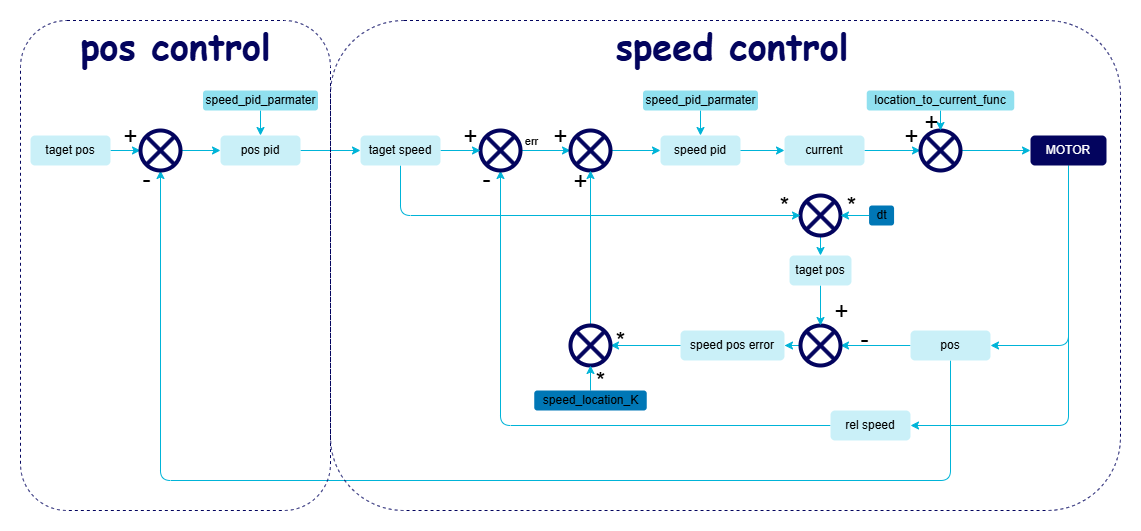 pos control
speed control
speed_pid_parmater
speed_pid_parmater
location_to_current_func
+
taget pos
+
-
pos pid
taget speed
+
-
err
+
+
speed pid
current
+
MOTOR
*
*
dt
taget pos
+
-
pos
speed pos error
*
*
speed_location_K
rel speed